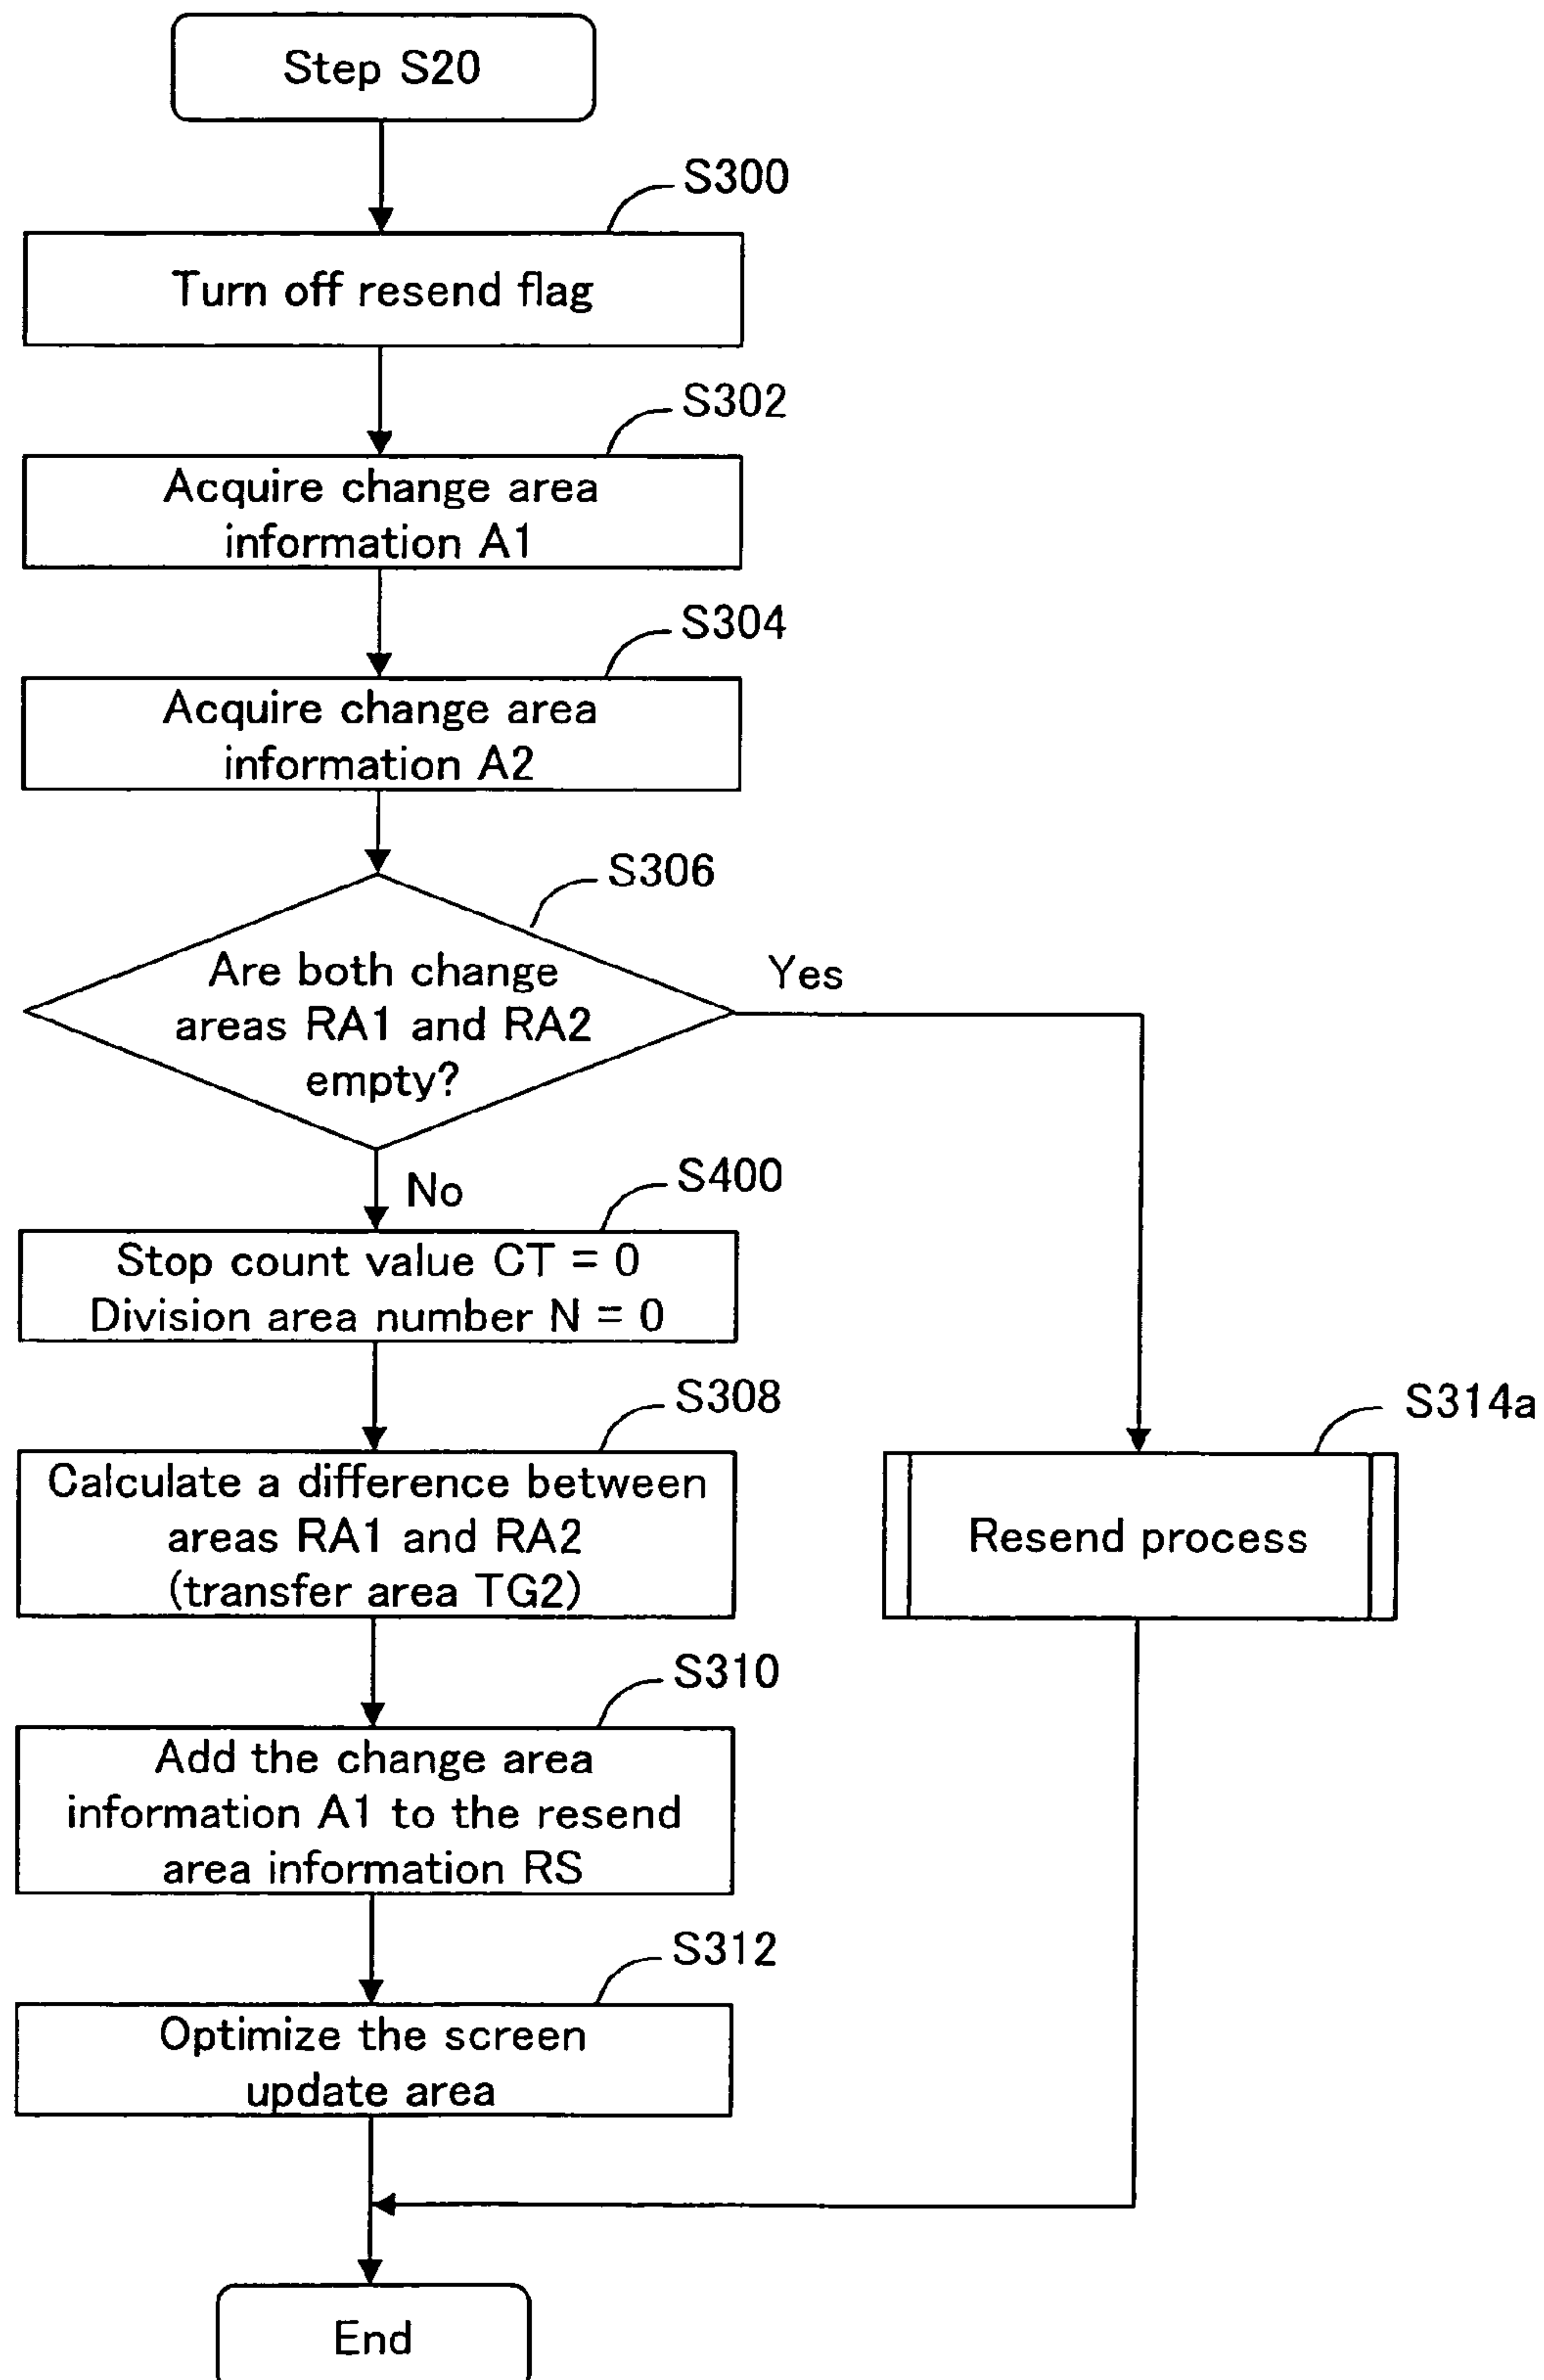 Step S20
S300
Turn off resend flag
S302
Acquire change area
information A1
S304
Acquire change area
information A2
S306
Are both change
areas RA1 and RA2
empty?
Yes
No
S400
Stop count value CT = 0
Division area number N = 0
S308
Calculate a difference between
areas RA1 and RA2
(transfer area TG2)
S314a
Resend process
S310
Add the change area
information A1 to the resend
area information RS
S312
Optimize the screen
update area
End